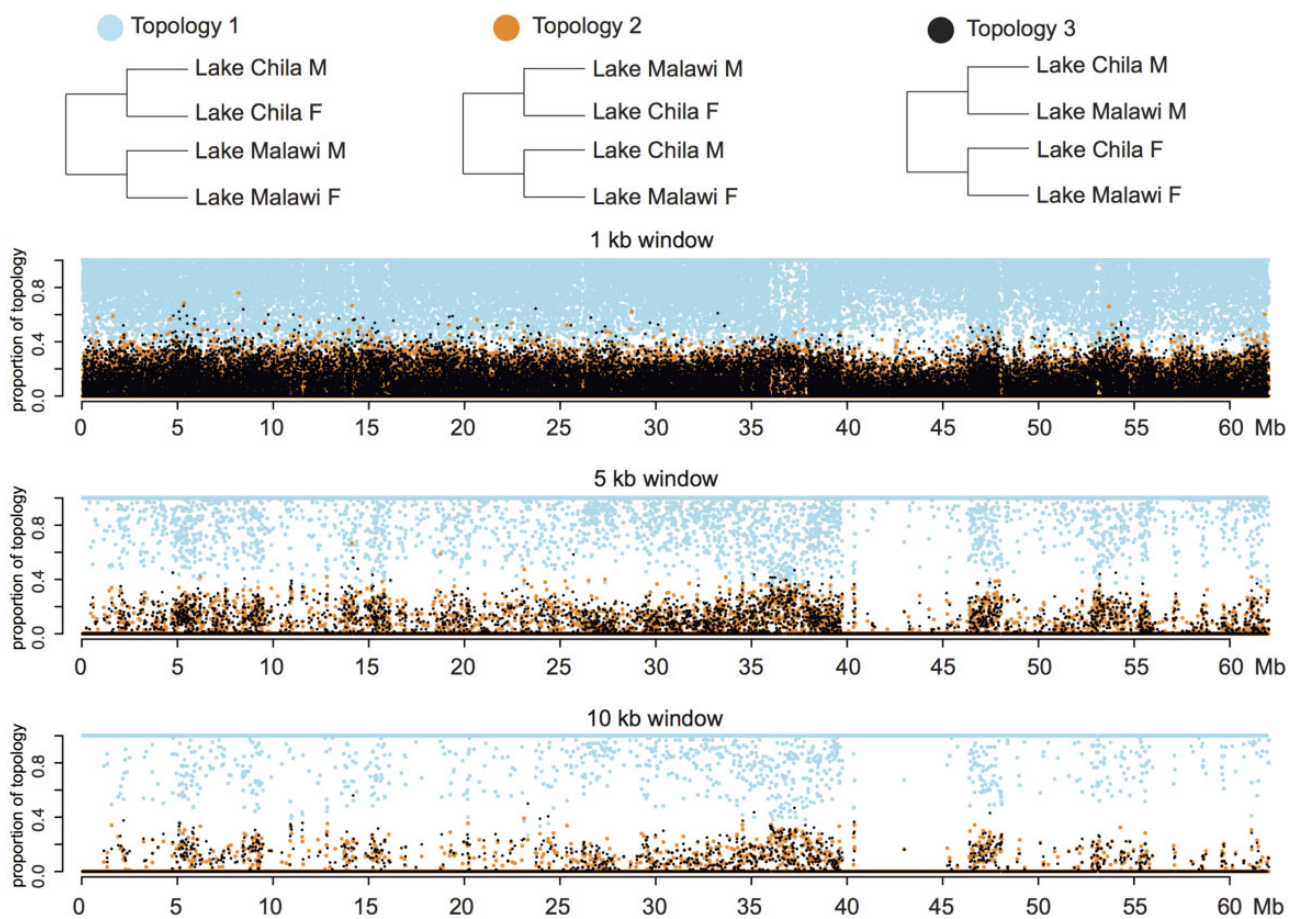 Topology 1 Topology 2 Topology 3
Lake Chila M Lake Malawi M Lake Chila M
Lake Chila F Lake Chila F Lake Malawi M
Lake Malawi M Lake Chila M Lake Chila F
Lake Malawi F Lake Malawi F Lake Malawi F
1 kb window
proportion of topology
0.8
0.4
0.0
0 5 10 15 20 25 30 35 40 45 50 55 60 Mb
5 kb window
proportion of topology
0.8
0.4
0.0
0 5 10 15 20 25 30 35 40 45 50 55 60 Mb
10 kb window
proportion of topology
0.8
0.4
0.0
0 5 10 15 20 25 30 35 40 45 50 55 60 Mb